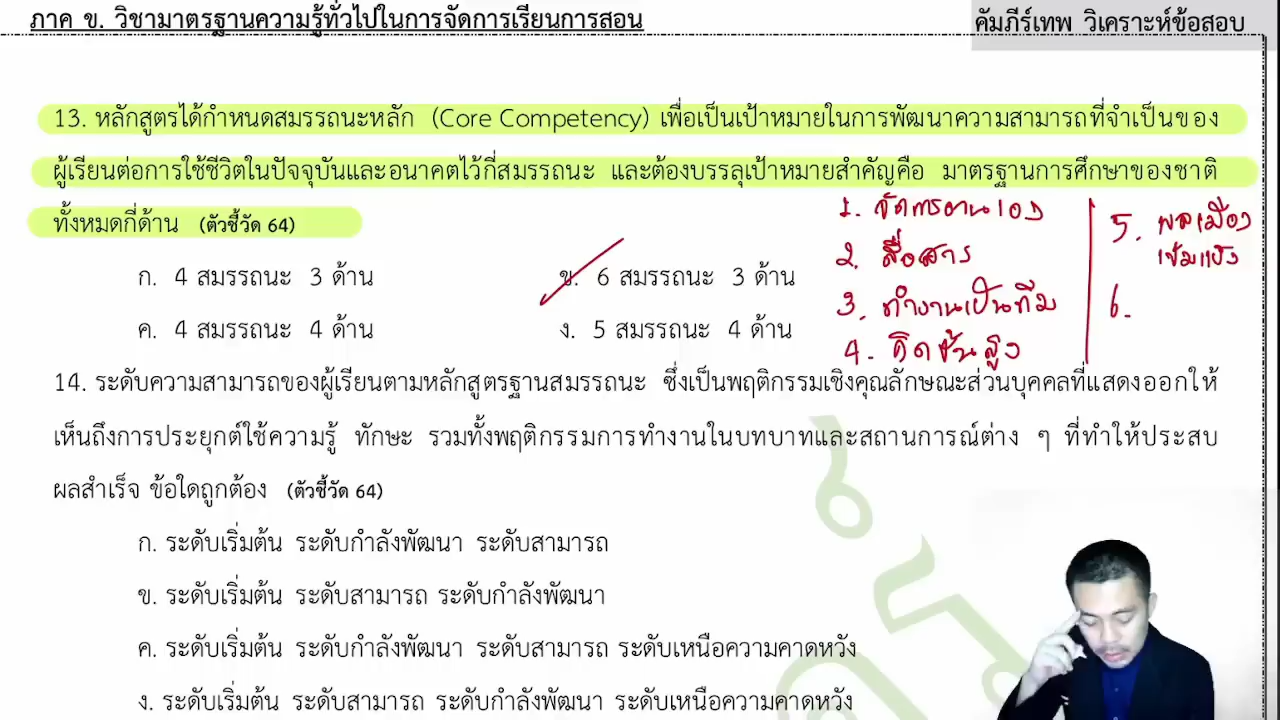 ภาค ข. วิชามาตรฐานความรู้ทั่วไปในการจัดการเรียนการสอน
คัมภีร์เทพ วิเคราะห์ข้อสอบ
13. หลักสูตรได้กำหนดสมรรถนะหลัก (Core Competency) เพื่อเป็นเป้าหมายในการพัฒนาความสามารถที่จำเป็นของ
ผู้เรียนต่อการใช้ชีวิตในปัจจุบันและอนาคตไว้กี่สมรรถนะ และต้องบรรลุเป้าหมายสำคัญคือ มาตรฐานการศึกษาของชาติ
ทั้งหมดกี่ด้าน (ตัวชี้วัด 64)
1. จัดการตนเอง
2. สื่อสาร
3. ทำงานเป็นทีม
4. คิดขั้นสูง
5. พลเมือง
เข้มแข็ง
6.
ก. 4 สมรรถนะ 3 ด้าน
ข. 6 สมรรถนะ 3 ด้าน
ค. 4 สมรรถนะ 4 ด้าน
ง. 5 สมรรถนะ 4 ด้าน
14. ระดับความสามารถของผู้เรียนตามหลักสูตรฐานสมรรถนะ ซึ่งเป็นพฤติกรรมเชิงคุณลักษณะส่วนบุคคลที่แสดงออกให้
เห็นถึงการประยุกต์ใช้ความรู้ ทักษะ รวมทั้งพฤติกรรมการทำงานในบทบาทและสถานการณ์ต่าง ๆ ที่ทำให้ประสบ
ผลสำเร็จ ข้อใดถูกต้อง (ตัวชี้วัด 64)
ก. ระดับเริ่มต้น ระดับกำลังพัฒนา ระดับสามารถ
ข. ระดับเริ่มต้น ระดับสามารถ ระดับกำลังพัฒนา
ค. ระดับเริ่มต้น ระดับกำลังพัฒนา ระดับสามารถ ระดับเหนือความคาดหวัง
ง. ระดับเริ่มต้น ระดับสามารถ ระดับกำลังพัฒนา ระดับเหนือความคาดหวัง